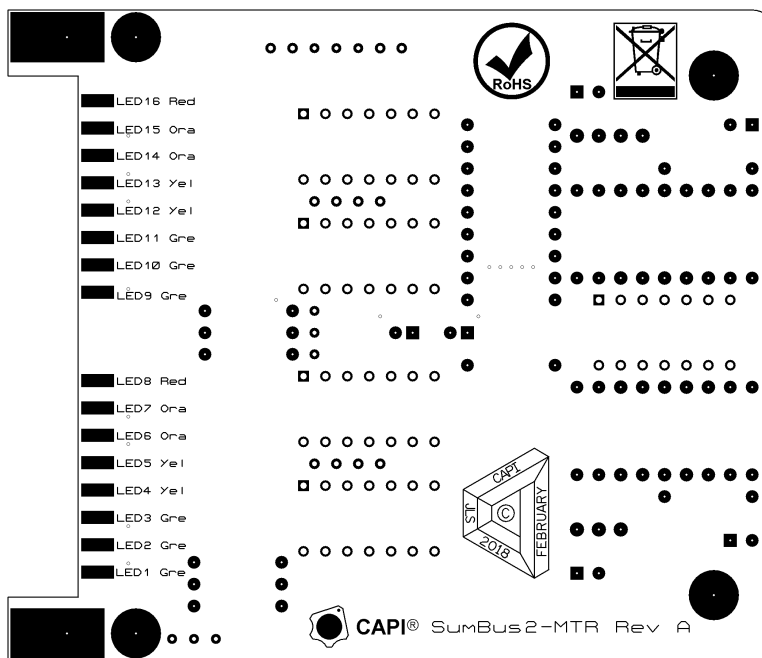 RoHS
LED16 Red
LED15 Ora
LED14 Ora
LED13 Yel
LED12 Yel
LED11 Gre
LED10 Gre
LED9 Gre
LED8 Red
LED7 Ora
LED6 Ora
LED5 Yel
LED4 Yel
LED3 Gre
LED2 Gre
LED1 Gre
CAPI
JLS
©
FEBRUARY
2018
CAPI® SumBus2-MTR Rev A